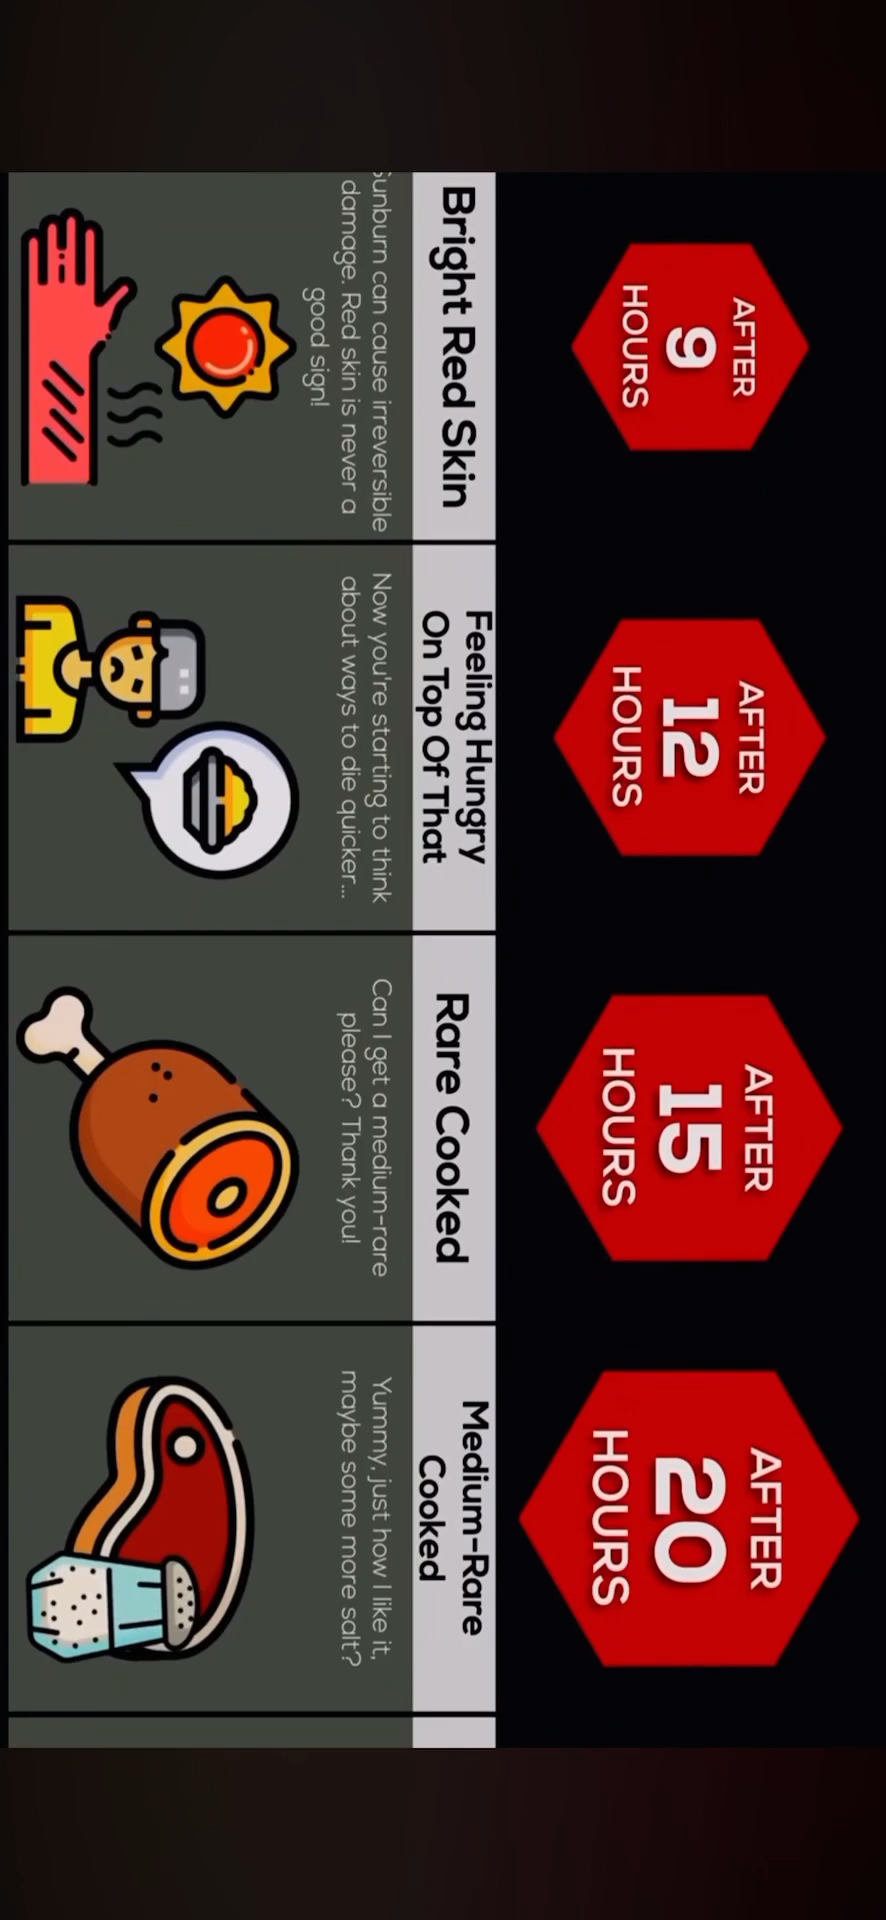 AFTER
9
HOURS
Bright Red Skin
Sunburn can cause irreversible
damage. Red skin is never a
good sign!
AFTER
12
HOURS
Feeling Hungry
On Top Of That
Now you're starting to think
about ways to die quicker...
AFTER
15
HOURS
Rare Cooked
Can I get a medium-rare
please? Thank you!
AFTER
20
HOURS
Medium-Rare
Cooked
Yummy, just how I like it,
maybe some more salt?